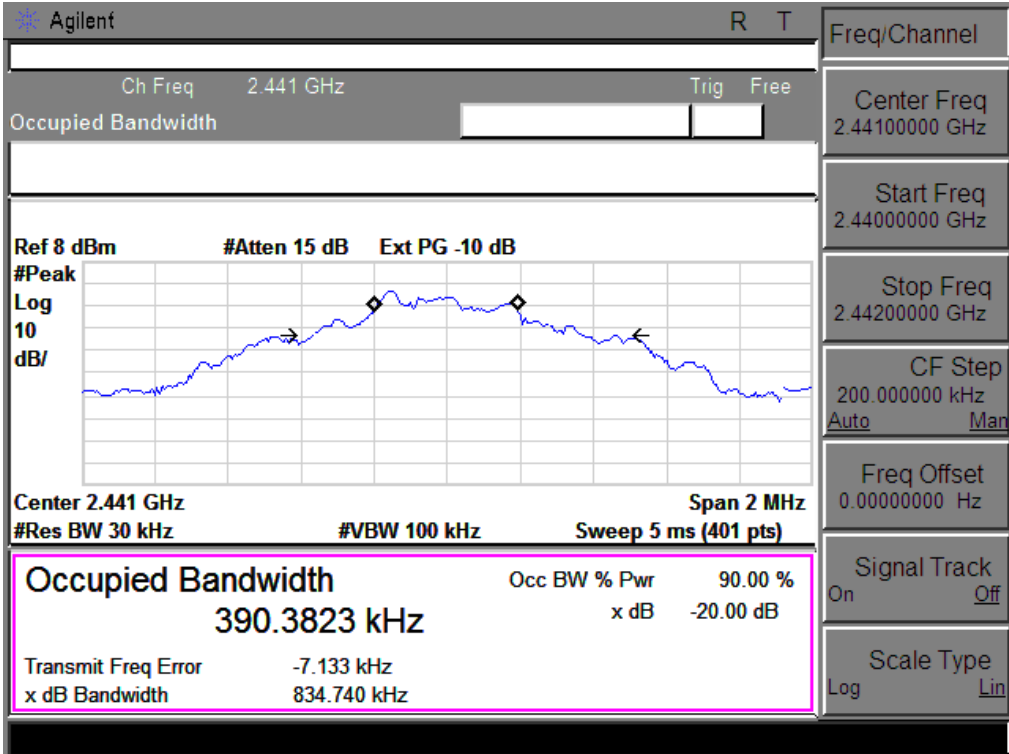 Agilent R T
Ch Freq 2.441 GHz Trig Free
Occupied Bandwidth
Ref 8 dBm #Atten 15 dB Ext PG -10 dB
#Peak
Log
10
dB/
Center 2.441 GHz Span 2 MHz
#Res BW 30 kHz #VBW 100 kHz Sweep 5 ms (401 pts)
Occupied Bandwidth Occ BW % Pwr 90.00 %
390.3823 kHz x dB -20.00 dB
Transmit Freq Error -7.133 kHz
x dB Bandwidth 834.740 kHz
Freq/Channel
Center Freq
2.44100000 GHz
Start Freq
2.44000000 GHz
Stop Freq
2.44200000 GHz
CF Step
200.000000 kHz
Auto Man
Freq Offset
0.00000000 Hz
Signal Track
On Off
Scale Type
Log Lin